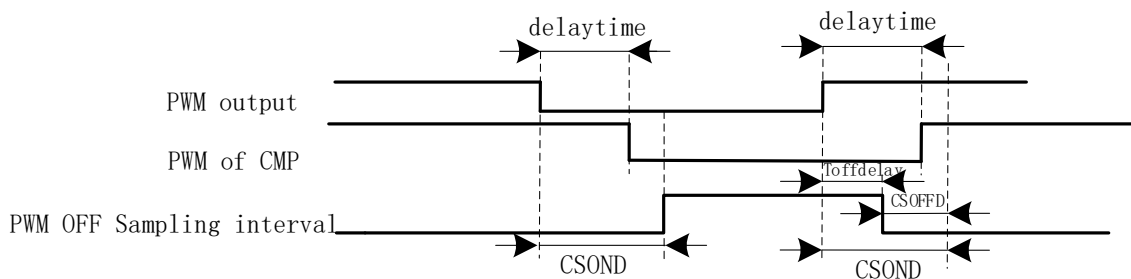 delaytime
delaytime
PWM output
PWM of CMP
Toffdelay
CSOFFD
PWM OFF Sampling interval
CSOND
CSOND